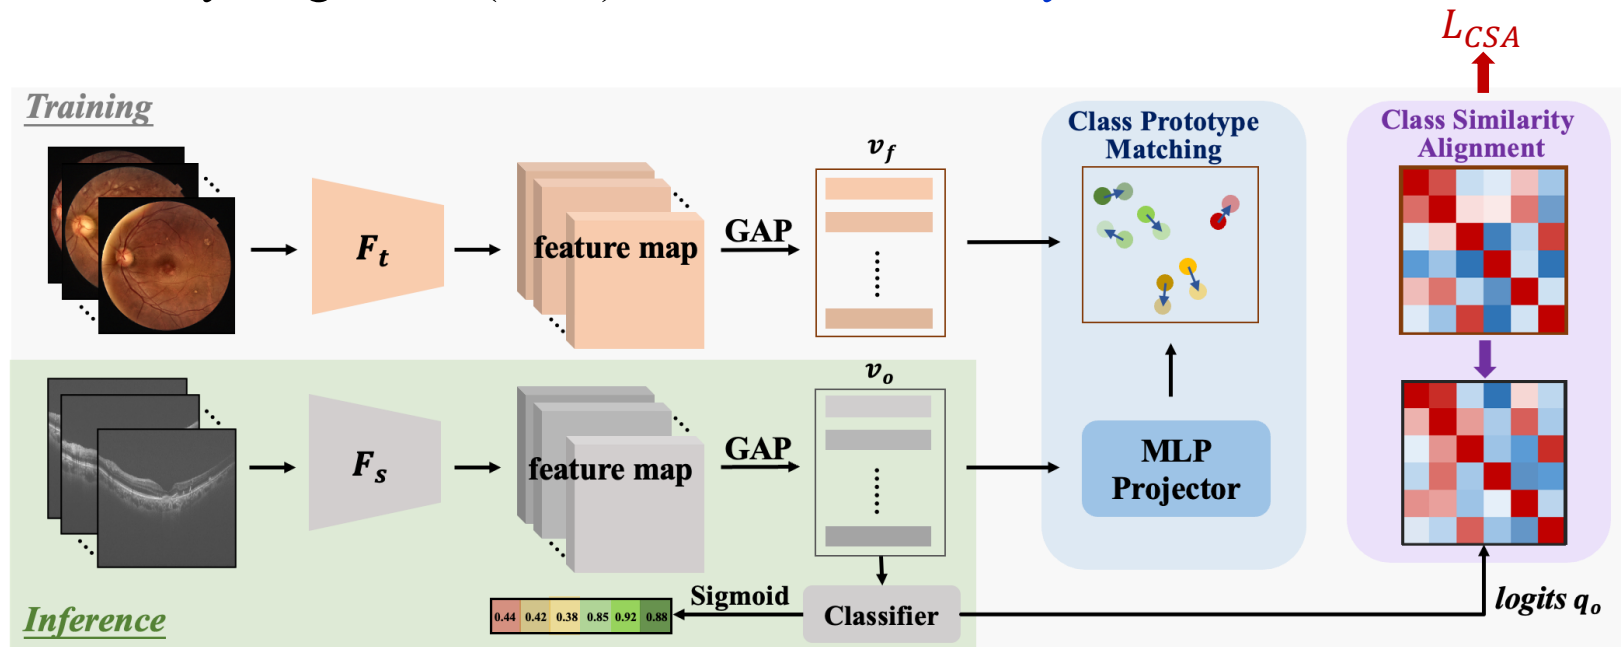 L_CSA
Training
Class Prototype
Matching
Class Similarity
Alignment
v_f
F_t
feature map
GAP
v_o
F_s
feature map
GAP
MLP
Projector
Sigmoid
Classifier
logits q_o
0.44 0.42 0.38 0.85 0.92 0.88
Inference